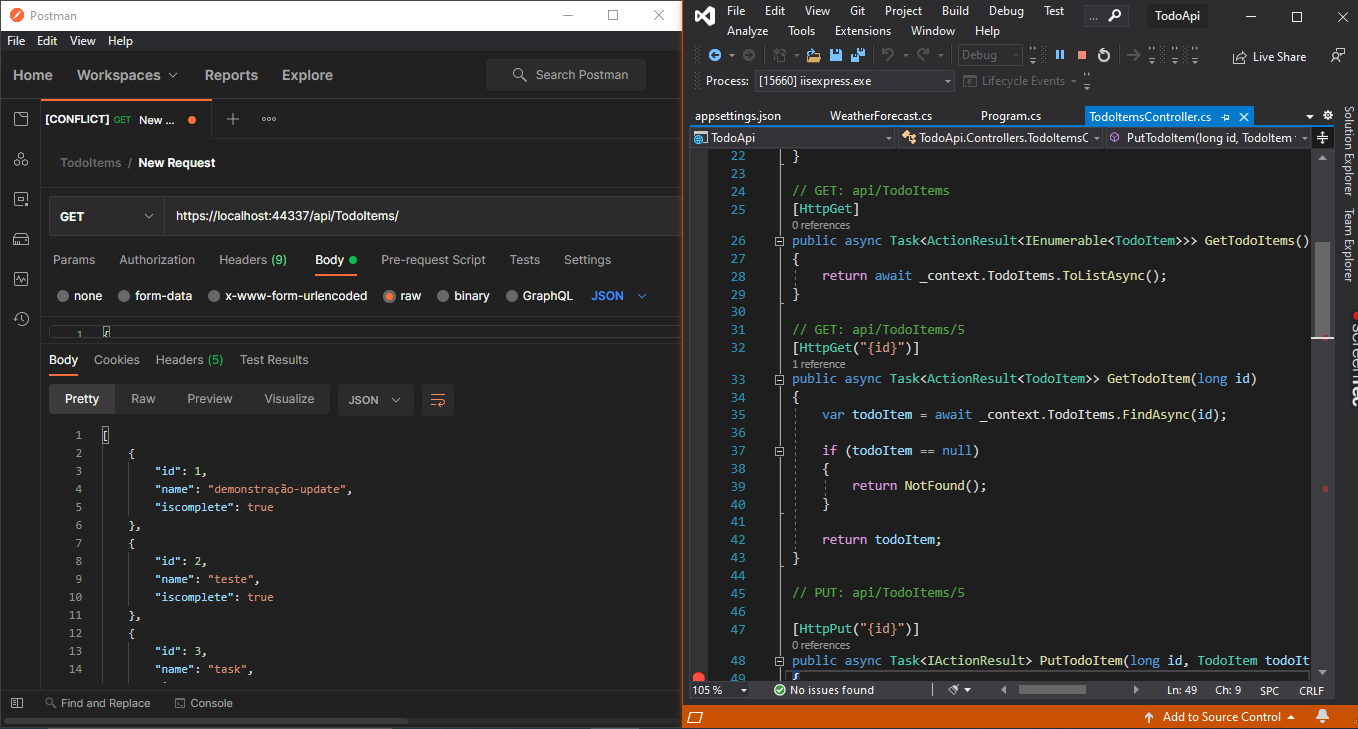 Postman
File Edit View Help
Home Workspaces Reports Explore Search Postman
[CONFLICT] GET New ...
TodoItems / New Request
GET https://localhost:44337/api/TodoItems/
Params Authorization Headers (9) Body Pre-request Script Tests Settings
none form-data x-www-form-urlencoded raw binary GraphQL JSON
1 {
Body Cookies Headers (5) Test Results
Pretty Raw Preview Visualize JSON
1 [
2 {
3 "id": 1,
4 "name": "demonstração-update",
5 "iscomplete": true
6 },
7 {
8 "id": 2,
9 "name": "teste",
10 "iscomplete": true
11 },
12 {
13 "id": 3,
14 "name": "task",
Find and Replace Console
File Edit View Git Project Build Debug Test ... TodoApi
Analyze Tools Extensions Window Help
Debug Live Share
Process: [15660] iisexpress.exe Lifecycle Events
appsettings.json WeatherForecast.cs Program.cs TodoItemsController.cs
TodoApi TodoApi.Controllers.TodoItemsC PutTodoItem(long id, TodoItem
22 }
23
24 // GET: api/TodoItems
25 [HttpGet]
0 references
26 public async Task<ActionResult<IEnumerable<TodoItem>>> GetTodoItems()
27 {
28 return await _context.TodoItems.ToListAsync();
29 }
30
31 // GET: api/TodoItems/5
32 [HttpGet("{id}")]
1 reference
33 public async Task<ActionResult<TodoItem>> GetTodoItem(long id)
34 {
35 var todoItem = await _context.TodoItems.FindAsync(id);
36
37 if (todoItem == null)
38 {
39 return NotFound();
40 }
41
42 return todoItem;
43 }
44
45 // PUT: api/TodoItems/5
46
47 [HttpPut("{id}")]
0 references
48 public async Task<IActionResult> PutTodoItem(long id, TodoItem todoIt
49 {
105 % No issues found Ln: 49 Ch: 9 SPC CRLF
Add to Source Control
Solution Explorer
Team Explorer